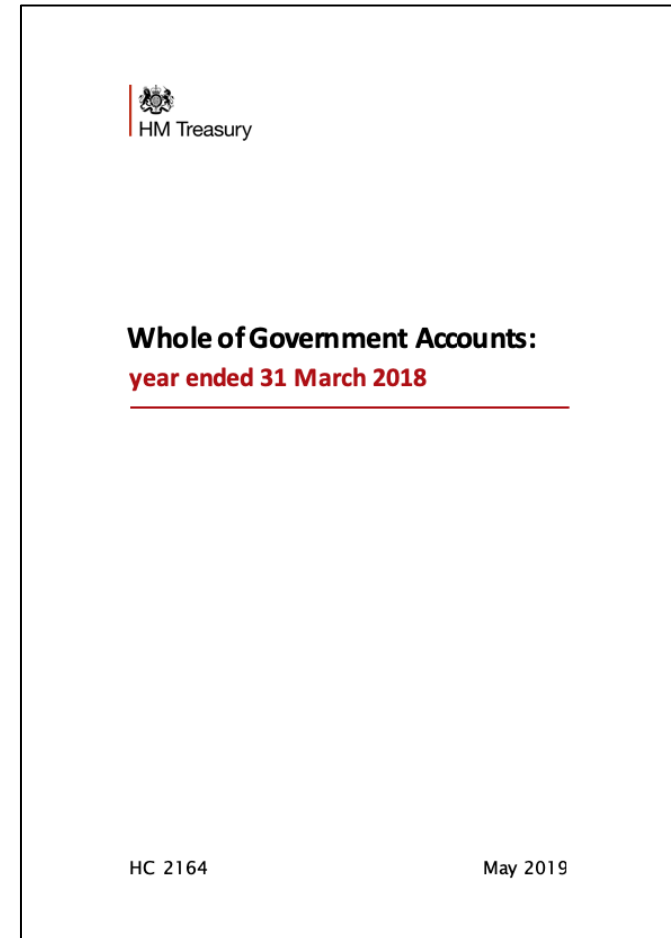 HM Treasury
Whole of Government Accounts:
year ended 31 March 2018
HC 2164 May 2019